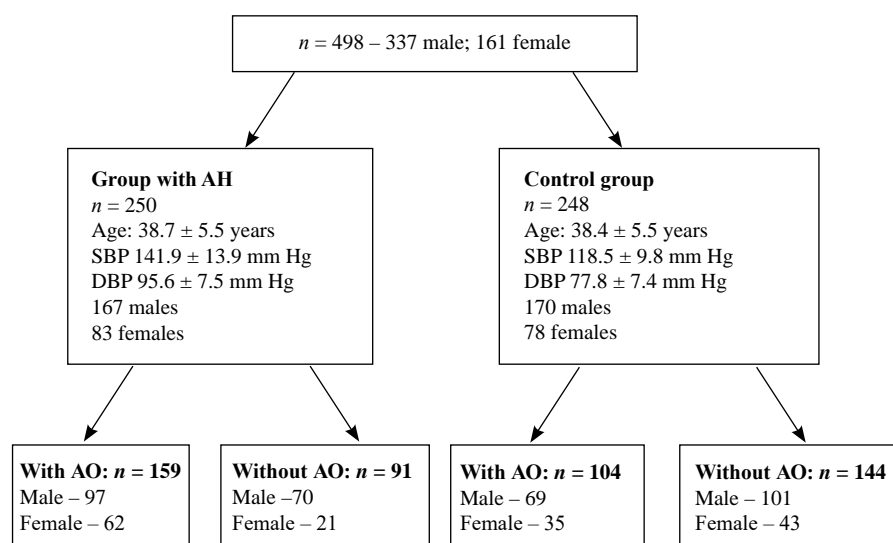 n = 498 – 337 male; 161 female
Group with AH
n = 250
Age: 38.7 ± 5.5 years
SBP 141.9 ± 13.9 mm Hg
DBP 95.6 ± 7.5 mm Hg
167 males
83 females
Control group
n = 248
Age: 38.4 ± 5.5 years
SBP 118.5 ± 9.8 mm Hg
DBP 77.8 ± 7.4 mm Hg
170 males
78 females
With AO: n = 159
Male – 97
Female – 62
Without AO: n = 91
Male –70
Female – 21
With AO: n = 104
Male – 69
Female – 35
Without AO: n = 144
Male – 101
Female – 43